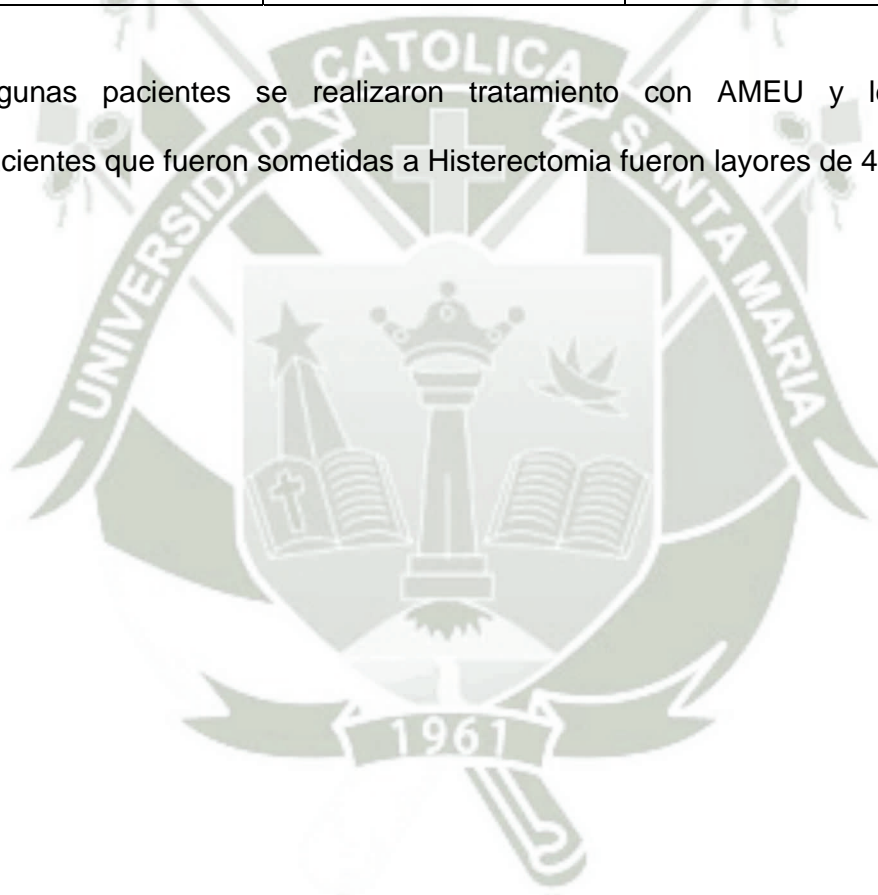 gunas pacientes se realizaron tratamiento con AMEU y l
cientes que fueron sometidas a Histerectomia fueron layores de 4
UNIVERSIDAD CATOLICA SANTA MARIA
1961